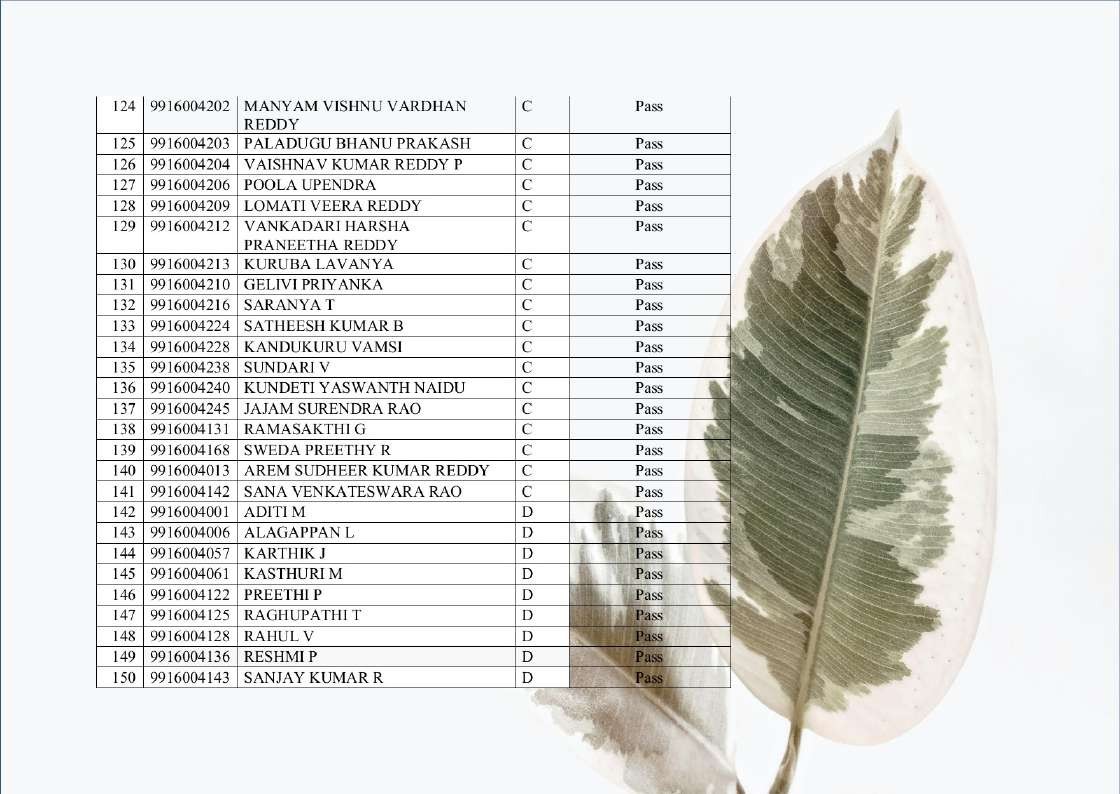 124 9916004202 MANYAM VISHNU VARDHAN C Pass
REDDY
125 9916004203 PALADUGU BHANU PRAKASH C Pass
126 9916004204 VAISHNAV KUMAR REDDY P C Pass
127 9916004206 POOLA UPENDRA C Pass
128 9916004209 LOMATI VEERA REDDY C Pass
129 9916004212 VANKADARI HARSHA C Pass
PRANEETHA REDDY
130 9916004213 KURUBA LAVANYA C Pass
131 9916004210 GELIVI PRIYANKA C Pass
132 9916004216 SARANYA T C Pass
133 9916004224 SATHEESH KUMAR B C Pass
134 9916004228 KANDUKURU VAMSI C Pass
135 9916004238 SUNDARI V C Pass
136 9916004240 KUNDETI YASWANTH NAIDU C Pass
137 9916004245 JAJAM SURENDRA RAO C Pass
138 9916004131 RAMASAKTHI G C Pass
139 9916004168 SWEDA PREETHY R C Pass
140 9916004013 AREM SUDHEER KUMAR REDDY C Pass
141 9916004142 SANA VENKATESWARA RAO C Pass
142 9916004001 ADITI M D Pass
143 9916004006 ALAGAPPAN L D Pass
144 9916004057 KARTHIK J D Pass
145 9916004061 KASTHURI M D Pass
146 9916004122 PREETHI P D Pass
147 9916004125 RAGHUPATHI T D Pass
148 9916004128 RAHUL V D Pass
149 9916004136 RESHMI P D Pass
150 9916004143 SANJAY KUMAR R D Pass